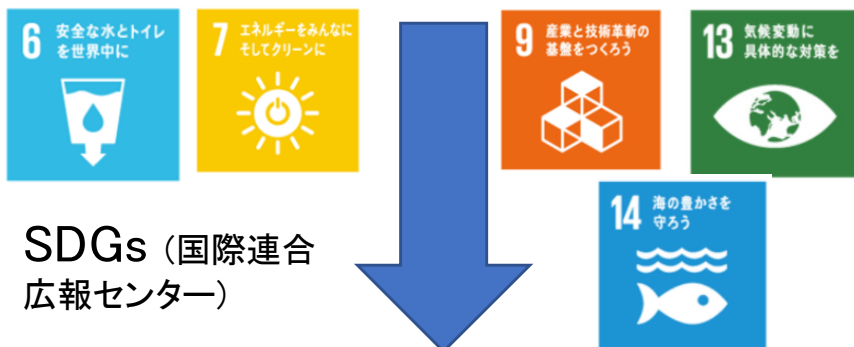 6 安全な水とトイレ
を世界中に
7 エネルギーをみんなに
そしてクリーンに
9 産業と技術革新の
基盤をつくろう
13 気候変動に
具体的な対策を
14 海の豊かさを
守ろう
SDGs (国際連合
広報センター)